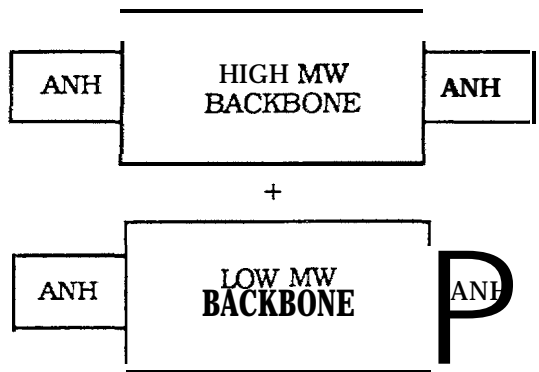 ANH HIGH MW ANH
BACKBONE
+
ANH LOW MW P ANH
BACKBONE